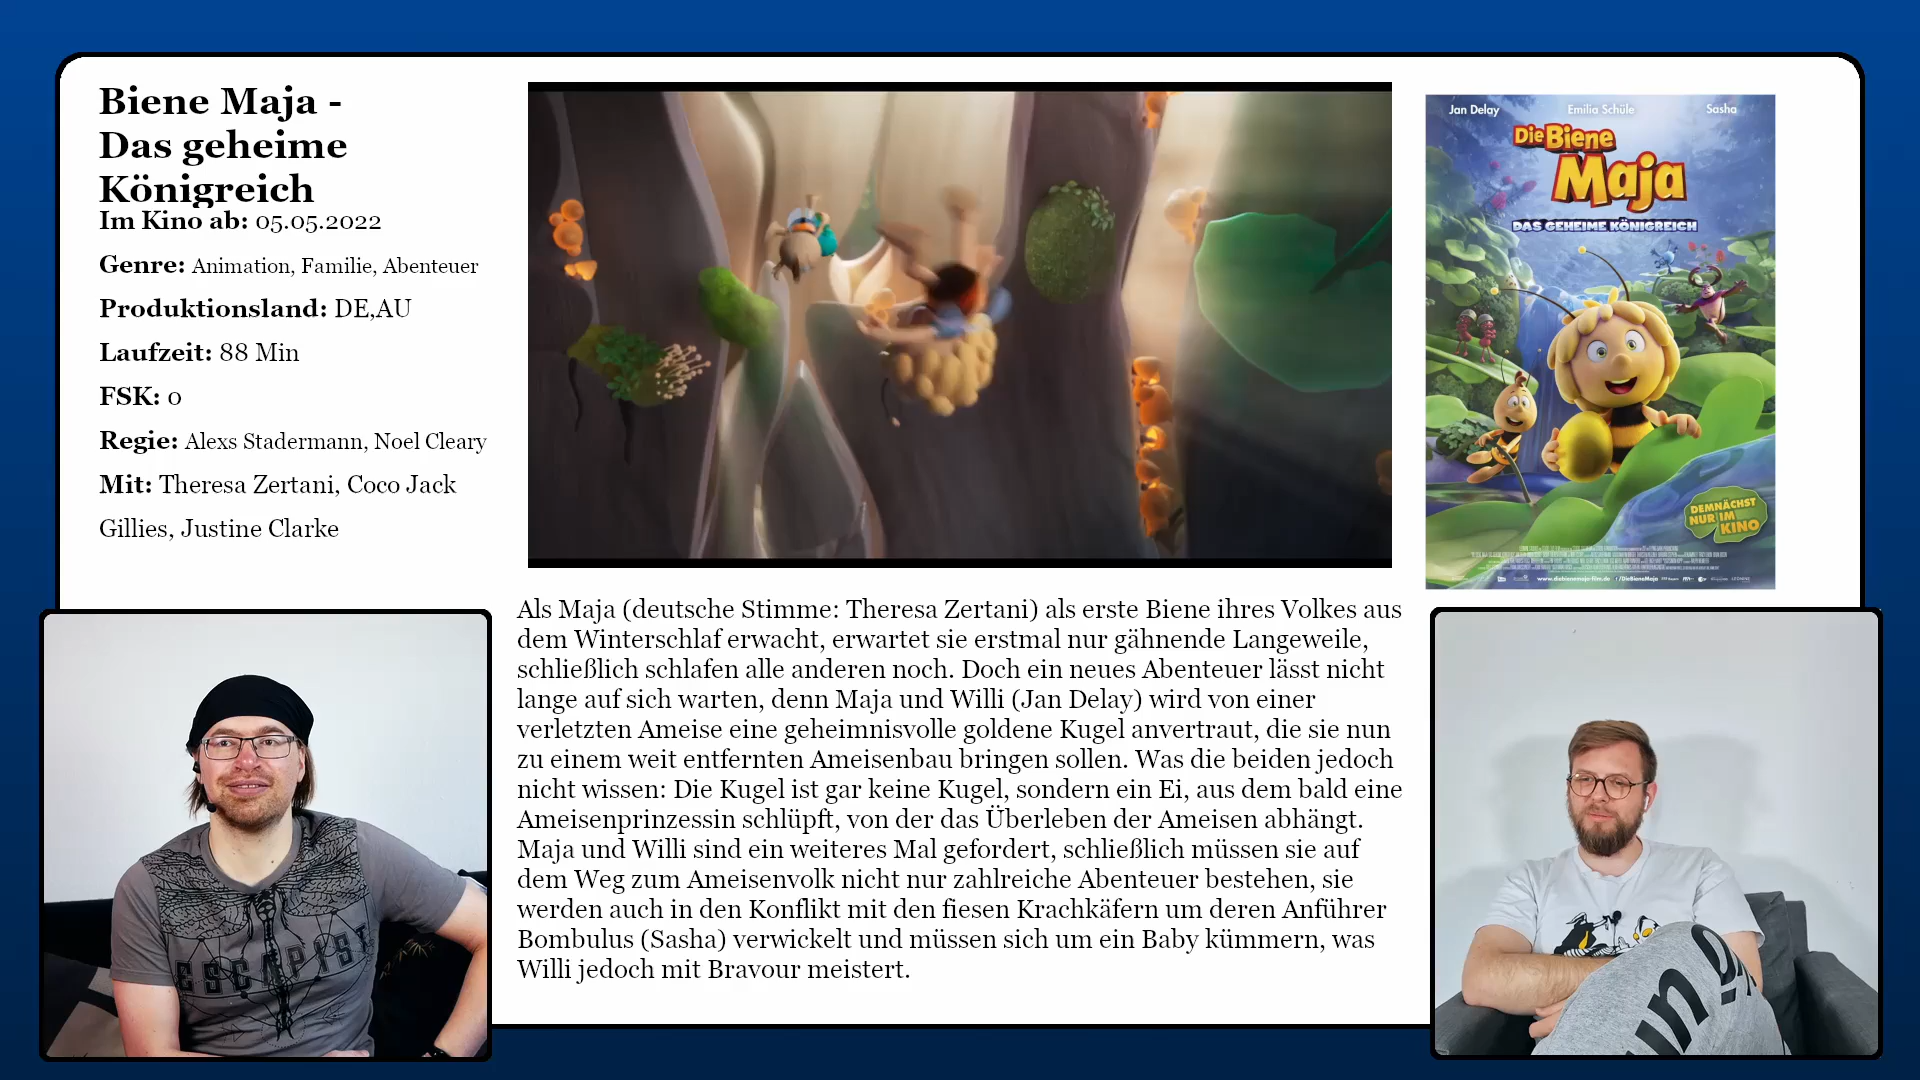 Biene Maja -
Das geheime
Königreich
Im Kino ab: 05.05.2022
Genre: Animation, Familie, Abenteuer
Produktionsland: DE,AU
Laufzeit: 88 Min
FSK: 0
Regie: Alexs Stadermann, Noel Cleary
Mit: Theresa Zertani, Coco Jack
Gillies, Justine Clarke
Jan Delay Emilia Schüle Sasha
Die Biene
Maja
DAS GEHEIME KÖNIGREICH
DEMNÄCHST
NUR IM
KINO
www.diebienemaja-film.de /DieBieneMaja
Als Maja (deutsche Stimme: Theresa Zertani) als erste Biene ihres Volkes aus
dem Winterschlaf erwacht, erwartet sie erstmal nur gähnende Langeweile,
schließlich schlafen alle anderen noch. Doch ein neues Abenteuer lässt nicht
lange auf sich warten, denn Maja und Willi (Jan Delay) wird von einer
verletzten Ameise eine geheimnisvolle goldene Kugel anvertraut, die sie nun
zu einem weit entfernten Ameisenbau bringen sollen. Was die beiden jedoch
nicht wissen: Die Kugel ist gar keine Kugel, sondern ein Ei, aus dem bald eine
Ameisenprinzessin schlüpft, von der das Überleben der Ameisen abhängt.
Maja und Willi sind ein weiteres Mal gefordert, schließlich müssen sie auf
dem Weg zum Ameisenvolk nicht nur zahlreiche Abenteuer bestehen, sie
werden auch in den Konflikt mit den fiesen Krachkäfern um deren Anführer
Bombulus (Sasha) verwickelt und müssen sich um ein Baby kümmern, was
Willi jedoch mit Bravour meistert.
ESCAPIST